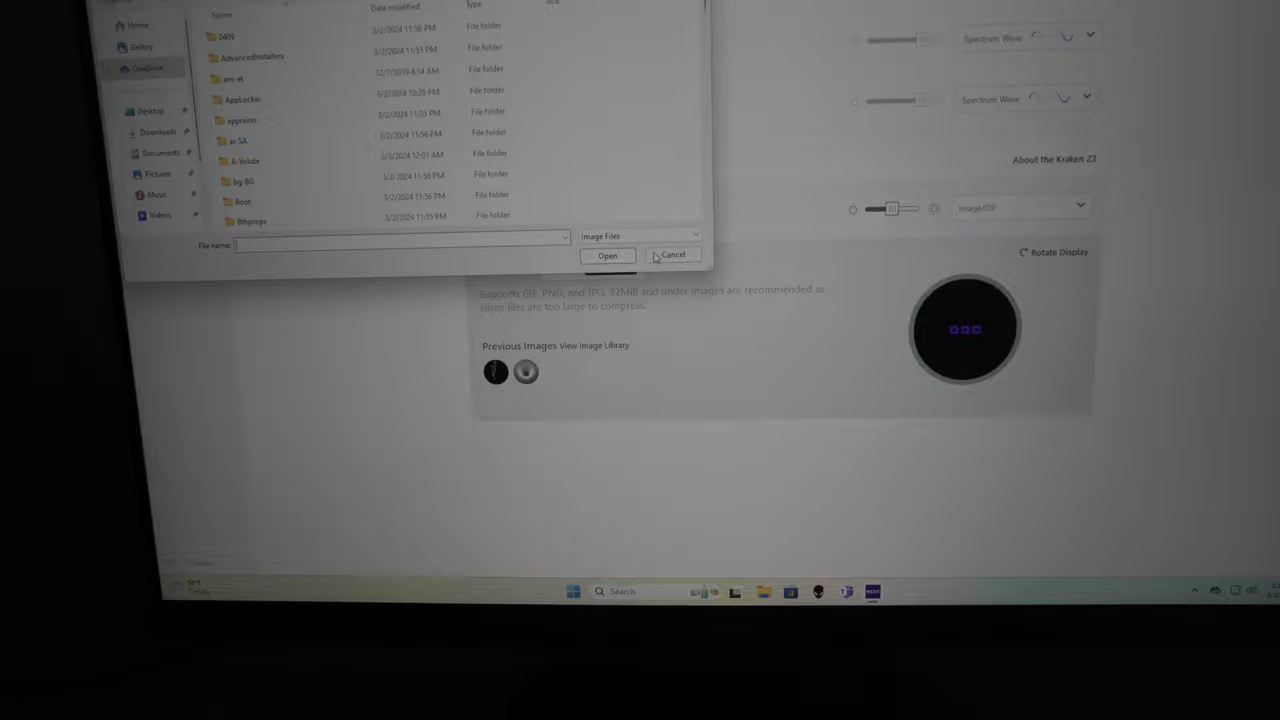 Name
Date modified
Type
Home
Gallery
OneDrive
Desktop
Downloads
Documents
Pictures
Music
Videos
0409 3/2/2024 11:56 PM File folder
AdvancedInstallers 3/2/2024 11:55 PM File folder
am-et 12/7/2019 4:14 AM File folder
AppLocker 3/2/2024 10:29 PM File folder
appraiser 3/2/2024 11:55 PM File folder
ar-SA 3/2/2024 11:56 PM File folder
A-Volute 12:01 AM File folder
bg-BG 3/2/2024 11:56 PM File folder
Boot 3/2/2024 11:56 PM File folder
Bthprops 3/2/2024 11:55 PM File folder
File name:
Image Files
Open
Cancel
Spectrum Wave
Spectrum Wave
About the Kraken Z3
Image/GIF
Rotate Display
Supports GIF, PNG, and JPG. 32MiB and under images are recommended as
some files are too large to compress.
Previous Images View Image Library
Search
NZXT